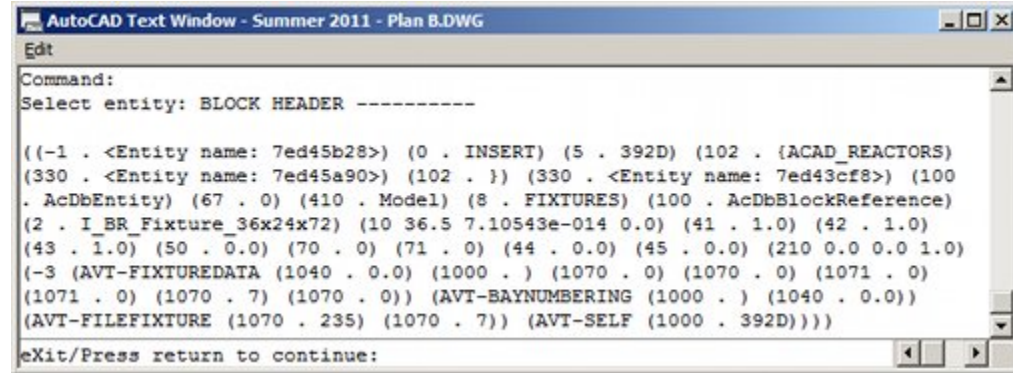 AutoCAD Text Window - Summer 2011 - Plan B.DWG
Edit
Command:
Select entity: BLOCK HEADER ----------
((-1 . <Entity name: 7ed45b28>) (0 . INSERT) (5 . 392D) (102 . {ACAD_REACTORS)
(330 . <Entity name: 7ed45a90>) (102 . }) (330 . <Entity name: 7ed43cf8>) (100
. AcDbEntity) (67 . 0) (410 . Model) (8 . FIXTURES) (100 . AcDbBlockReference)
(2 . I_BR_Fixture_36x24x72) (10 36.5 7.10543e-014 0.0) (41 . 1.0) (42 . 1.0)
(43 . 1.0) (50 . 0.0) (70 . 0) (71 . 0) (44 . 0.0) (45 . 0.0) (210 0.0 0.0 1.0)
(-3 (AVT-FIXTUREDATA (1040 . 0.0) (1000 . ) (1070 . 0) (1070 . 0) (1071 . 0)
(1071 . 0) (1070 . 7) (1070 . 0)) (AVT-BAYNUMBERING (1000 . ) (1040 . 0.0))
(AVT-FILEFIXTURE (1070 . 235) (1070 . 7)) (AVT-SELF (1000 . 392D))))
eXit/Press return to continue: